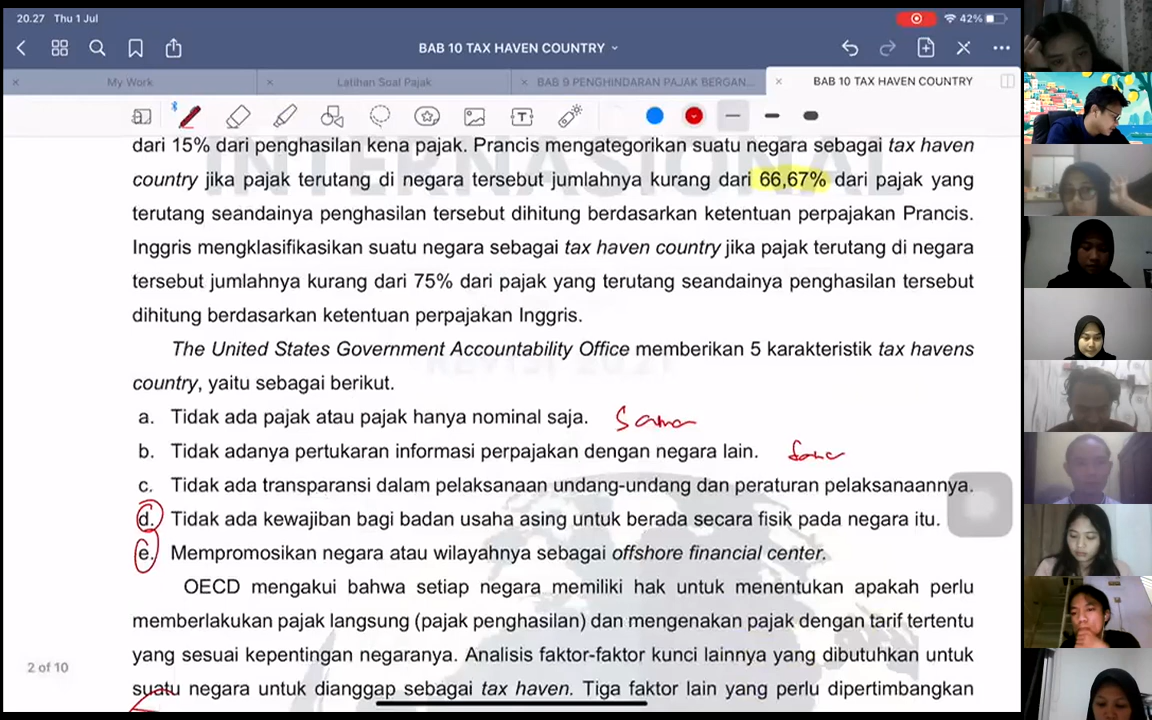 20.27 Thu 1 Jul
42%
BAB 10 TAX HAVEN COUNTRY
My Work
Latihan Soal Pajak
BAB 9 PENGHINDARAN PAJAK BERGAN...
BAB 10 TAX HAVEN COUNTRY
INTERNASIONAL
dari 15% dari penghasilan kena pajak. Prancis mengategorikan suatu negara sebagai tax haven
country jika pajak terutang di negara tersebut jumlahnya kurang dari 66,67% dari pajak yang
terutang seandainya penghasilan tersebut dihitung berdasarkan ketentuan perpajakan Prancis.
Inggris mengklasifikasikan suatu negara sebagai tax haven country jika pajak terutang di negara
tersebut jumlahnya kurang dari 75% dari pajak yang terutang seandainya penghasilan tersebut
dihitung berdasarkan ketentuan perpajakan Inggris.
The United States Government Accountability Office memberikan 5 karakteristik tax havens
country, yaitu sebagai berikut.
a. Tidak ada pajak atau pajak hanya nominal saja. Sama
b. Tidak adanya pertukaran informasi perpajakan dengan negara lain. Sama
c. Tidak ada transparansi dalam pelaksanaan undang-undang dan peraturan pelaksanaannya.
d. Tidak ada kewajiban bagi badan usaha asing untuk berada secara fisik pada negara itu.
e. Mempromosikan negara atau wilayahnya sebagai offshore financial center.
OECD mengakui bahwa setiap negara memiliki hak untuk menentukan apakah perlu
memberlakukan pajak langsung (pajak penghasilan) dan mengenakan pajak dengan tarif tertentu
yang sesuai kepentingan negaranya. Analisis faktor-faktor kunci lainnya yang dibutuhkan untuk
suatu negara untuk dianggap sebagai tax haven. Tiga faktor lain yang perlu dipertimbangkan
2 of 10